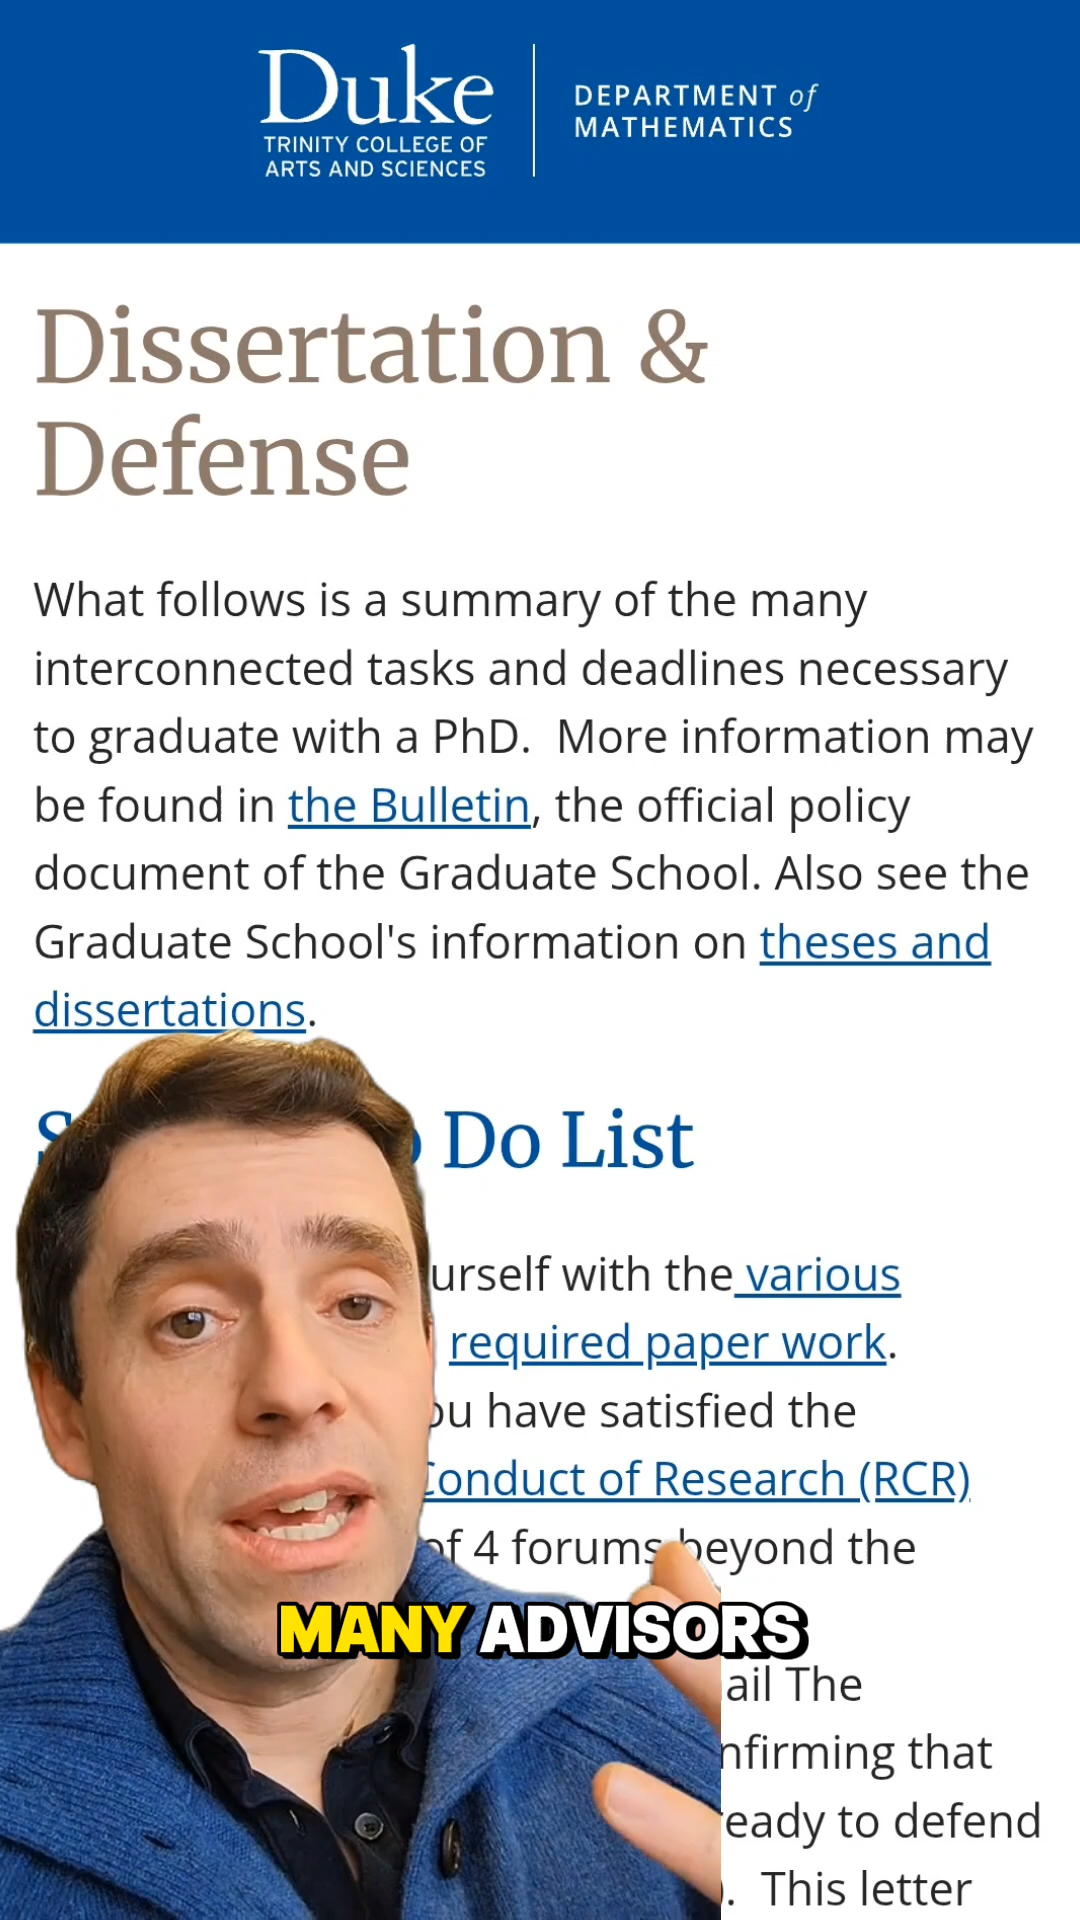 Duke
TRINITY COLLEGE OF
ARTS AND SCIENCES
DEPARTMENT of
MATHEMATICS
Dissertation &
Defense
What follows is a summary of the many
interconnected tasks and deadlines necessary
to graduate with a PhD. More information may
be found in the Bulletin, the official policy
document of the Graduate School. Also see the
Graduate School's information on theses and
dissertations.
Do List
urself with the various
required paper work.
ou have satisfied the
Conduct of Research (RCR)
of 4 forums beyond the
MANY ADVISORS
ail The
nfirming that
ready to defend
. This letter